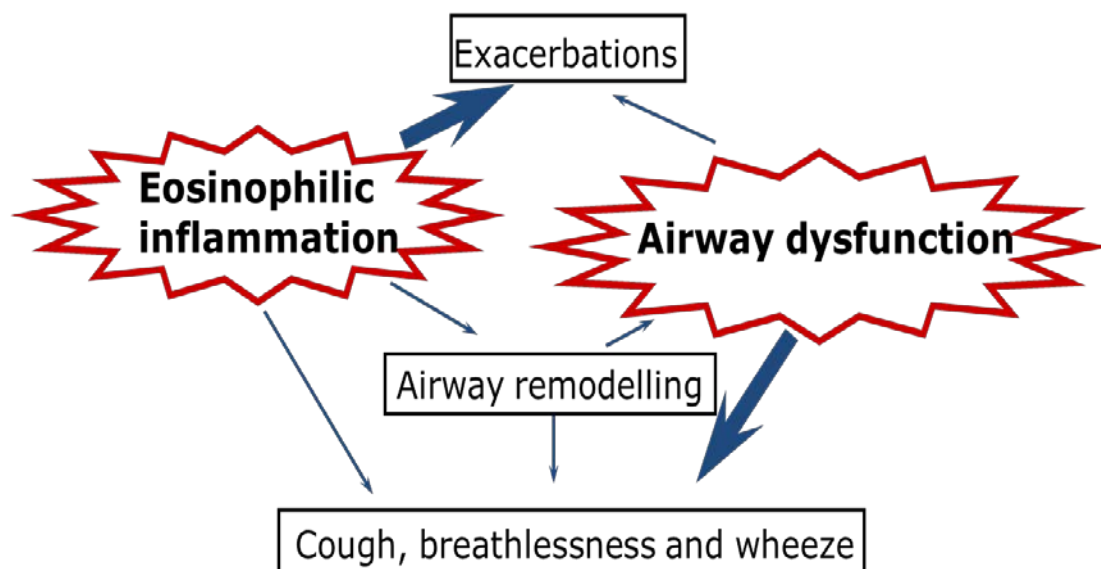 Exacerbations
Eosinophilic
inflammation
Airway dysfunction
Airway remodelling
Cough, breathlessness and wheeze